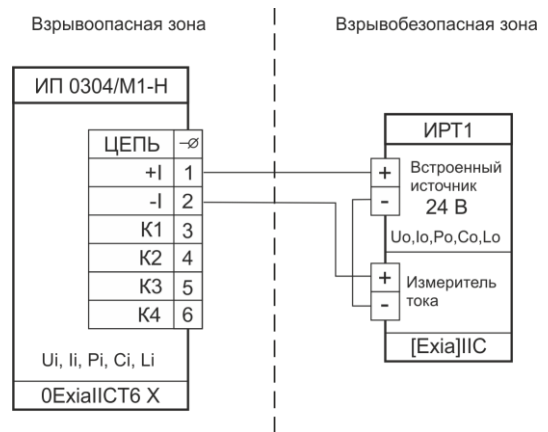 Взрывоопасная зона
Взрывобезопасная зона
ИП 0304/М1-Н
ЦЕПЬ
+I 1
-I 2
К1 3
К2 4
К3 5
К4 6
Ui, Ii, Pi, Ci, Li
0ExiaIICT6 X
ИРТ1
+
-
Встроенный
источник
24 В
Uo,Io,Po,Co,Lo
+
-
Измеритель
тока
[Exia]IIC